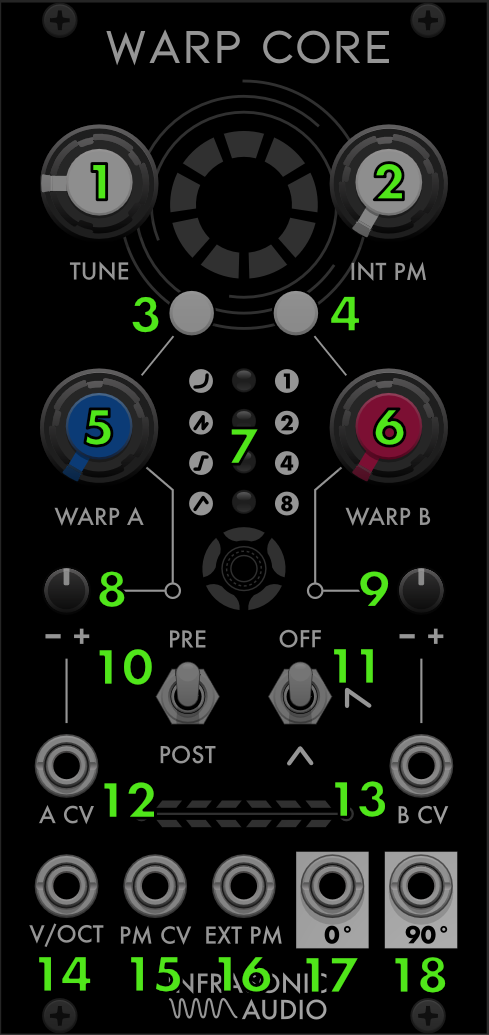 WARP CORE
1 2
TUNE INT PM
3 4
1
5 2 6
7
4
8
WARP A WARP B
8 9
− + − +
PRE OFF
10 11
POST
12 13
A CV B CV
V/OCT PM CV EXT PM 0° 90°
14 15 16 17 18
INFRASONIC
AUDIO